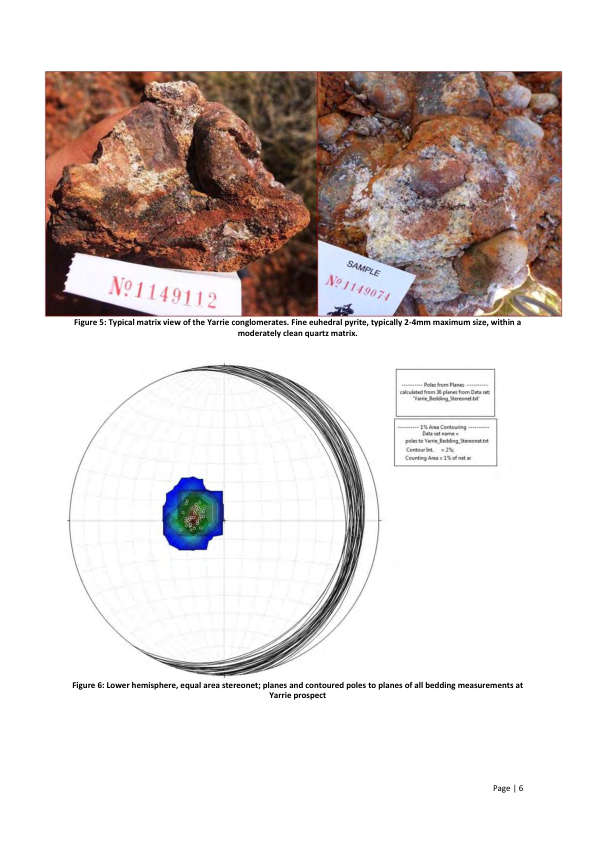 №1149112
SAMPLE
№1149074
Figure 5: Typical matrix view of the Yarrie conglomerates. Fine euhedral pyrite, typically 2-4mm maximum size, within a
moderately clean quartz matrix.
---------- Poles from Planes ----------
calculated from 36 planes from Data set:
'Yarrie_Bedding_Stereonet.txt'
---------- 1% Area Contouring ----------
Data set name =
poles to Yarrie_Bedding_Stereonet.txt
Contour Int. = 2%;
Counting Area = 1% of net ar
Figure 6: Lower hemisphere, equal area stereonet; planes and contoured poles to planes of all bedding measurements at
Yarrie prospect
Page | 6